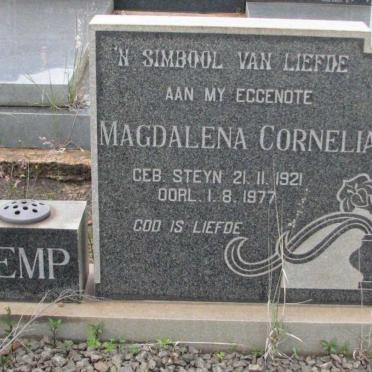 'N SIMBOOL VAN LIEFDE
AAN MY EGGENOTE
MAGDALENA CORNELIA
GEB. STEYN 21.11.1921
OORL. 1.8.1977
GOD IS LIEFDE
EMP